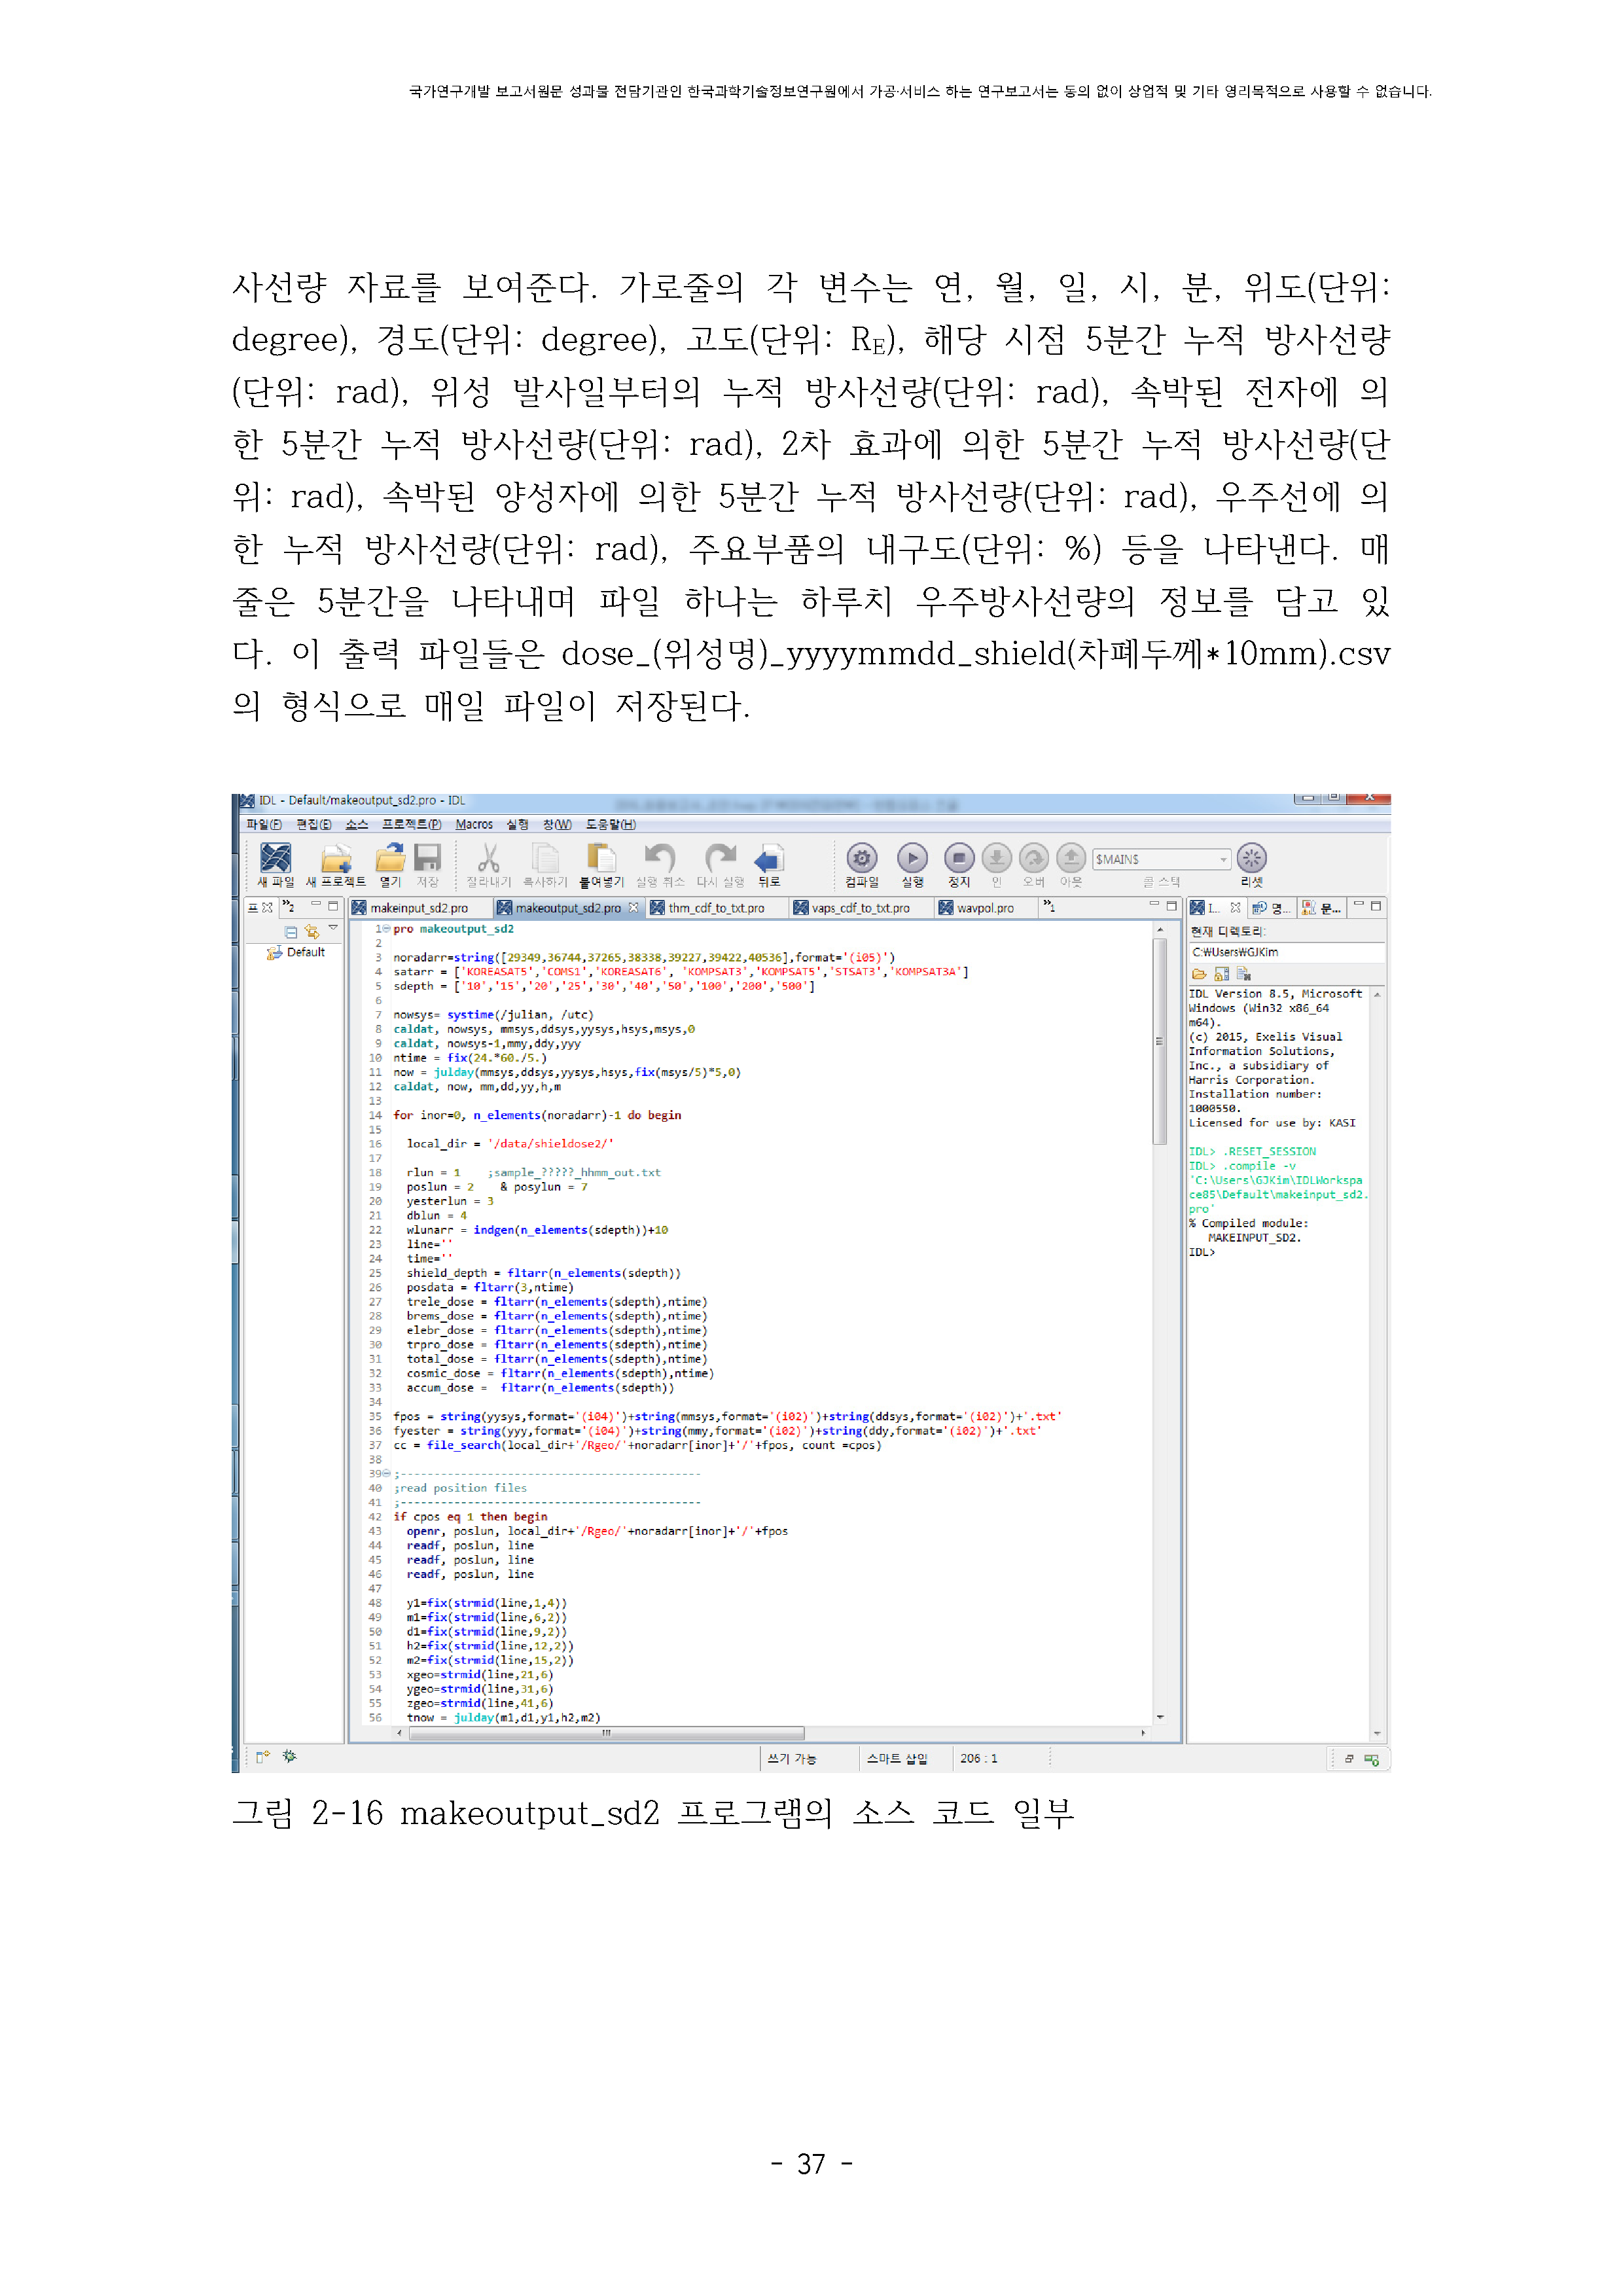 국가연구개발 보고서원문 성과물 전담기관인 한국과학기술정보연구원에서 가공·서비스 하는 연구보고서는 동의 없이 상업적 및 기타 영리목적으로 사용할 수 없습니다.
사선량 자료를 보여준다. 가로줄의 각 변수는 연, 월, 일, 시, 분, 위도(단위:
degree), 경도(단위: degree), 고도(단위: RE), 해당 시점 5분간 누적 방사선량
(단위: rad), 위성 발사일부터의 누적 방사선량(단위: rad), 속박된 전자에 의
한 5분간 누적 방사선량(단위: rad), 2차 효과에 의한 5분간 누적 방사선량(단
위: rad), 속박된 양성자에 의한 5분간 누적 방사선량(단위: rad), 우주선에 의
한 누적 방사선량(단위: rad), 주요부품의 내구도(단위: %) 등을 나타낸다. 매
줄은 5분간을 나타내며 파일 하나는 하루치 우주방사선량의 정보를 담고 있
다. 이 출력 파일들은 dose_(위성명)_yyyymmdd_shield(차폐두께*10mm).csv
의 형식으로 매일 파일이 저장된다.
IDL - Default/makeoutput_sd2.pro - IDL
파일(F) 편집(E) 소스 프로젝트(P) Macros 실행 창(W) 도움말(H)
$MAIN$
새 파일 새 프로젝트 열기 저장 잘라내기 복사하기 붙여넣기 실행 취소 다시 실행 뒤로 컴파일 실행 정지 인 오버 아웃 콜 스택 리셋
프 makeinput_sd2.pro makeoutput_sd2.pro thm_cdf_to_txt.pro vaps_cdf_to_txt.pro wavpol.pro I... 명... 문...
Default
현재 디렉토리:
C:\Users\GJKim
1 pro makeoutput_sd2
2
3 noradarr=string([29349,36744,37265,38338,39227,39422,40536],format='(i05)')
4 satarr = ['KOREASAT5','COMS1','KOREASAT6', 'KOMPSAT3','KOMPSAT5','STSAT3','KOMPSAT3A']
5 sdepth = ['10','15','20','25','30','40','50','100','200','500']
6
7 nowsys= systime(/julian, /utc)
8 caldat, nowsys, mmsys,ddsys,yysys,hsys,msys,0
9 caldat, nowsys-1,mmy,ddy,yyy
10 ntime = fix(24.*60./5.)
11 now = julday(mmsys,ddsys,yysys,hsys,fix(msys/5)*5,0)
12 caldat, now, mm,dd,yy,h,m
13
14 for inor=0, n_elements(noradarr)-1 do begin
15
16 local_dir = '/data/shieldose2/'
17
18 rlun = 1 ;sample_?????_hhmm_out.txt
19 poslun = 2 & posylun = 7
20 yesterlun = 3
21 dblun = 4
22 wlunarr = indgen(n_elements(sdepth))+10
23 line=''
24 time=''
25 shield_depth = fltarr(n_elements(sdepth))
26 posdata = fltarr(3,ntime)
27 trele_dose = fltarr(n_elements(sdepth),ntime)
28 brems_dose = fltarr(n_elements(sdepth),ntime)
29 elebr_dose = fltarr(n_elements(sdepth),ntime)
30 trpro_dose = fltarr(n_elements(sdepth),ntime)
31 total_dose = fltarr(n_elements(sdepth),ntime)
32 cosmic_dose = fltarr(n_elements(sdepth),ntime)
33 accum_dose = fltarr(n_elements(sdepth))
34
35 fpos = string(yysys,format='(i04)')+string(mmsys,format='(i02)')+string(ddsys,format='(i02)')+'.txt'
36 fyester = string(yyy,format='(i04)')+string(mmy,format='(i02)')+string(ddy,format='(i02)')+'.txt'
37 cc = file_search(local_dir+'/Rgeo/'+noradarr[inor]+'/'+fpos, count =cpos)
38
39 ;---------------------------------------------
40 ;read position files
41 ;---------------------------------------------
42 if cpos eq 1 then begin
43 openr, poslun, local_dir+'/Rgeo/'+noradarr[inor]+'/'+fpos
44 readf, poslun, line
45 readf, poslun, line
46 readf, poslun, line
47
48 y1=fix(strmid(line,1,4))
49 m1=fix(strmid(line,6,2))
50 d1=fix(strmid(line,9,2))
51 h2=fix(strmid(line,12,2))
52 m2=fix(strmid(line,15,2))
53 xgeo=strmid(line,21,6)
54 ygeo=strmid(line,31,6)
55 zgeo=strmid(line,41,6)
56 tnow = julday(m1,d1,y1,h2,m2)
IDL Version 8.5, Microsoft
Windows (Win32 x86_64
m64).
(c) 2015, Exelis Visual
Information Solutions,
Inc., a subsidiary of
Harris Corporation.
Installation number:
1000550.
Licensed for use by: KASI
IDL> .RESET_SESSION
IDL> .compile -v
'C:\Users\GJKim\IDLWorkspa
ce85\Default\makeinput_sd2.
pro'
% Compiled module:
MAKEINPUT_SD2.
IDL>
쓰기 가능 스마트 삽입 206 : 1
그림 2-16 makeoutput_sd2 프로그램의 소스 코드 일부
- 37 -